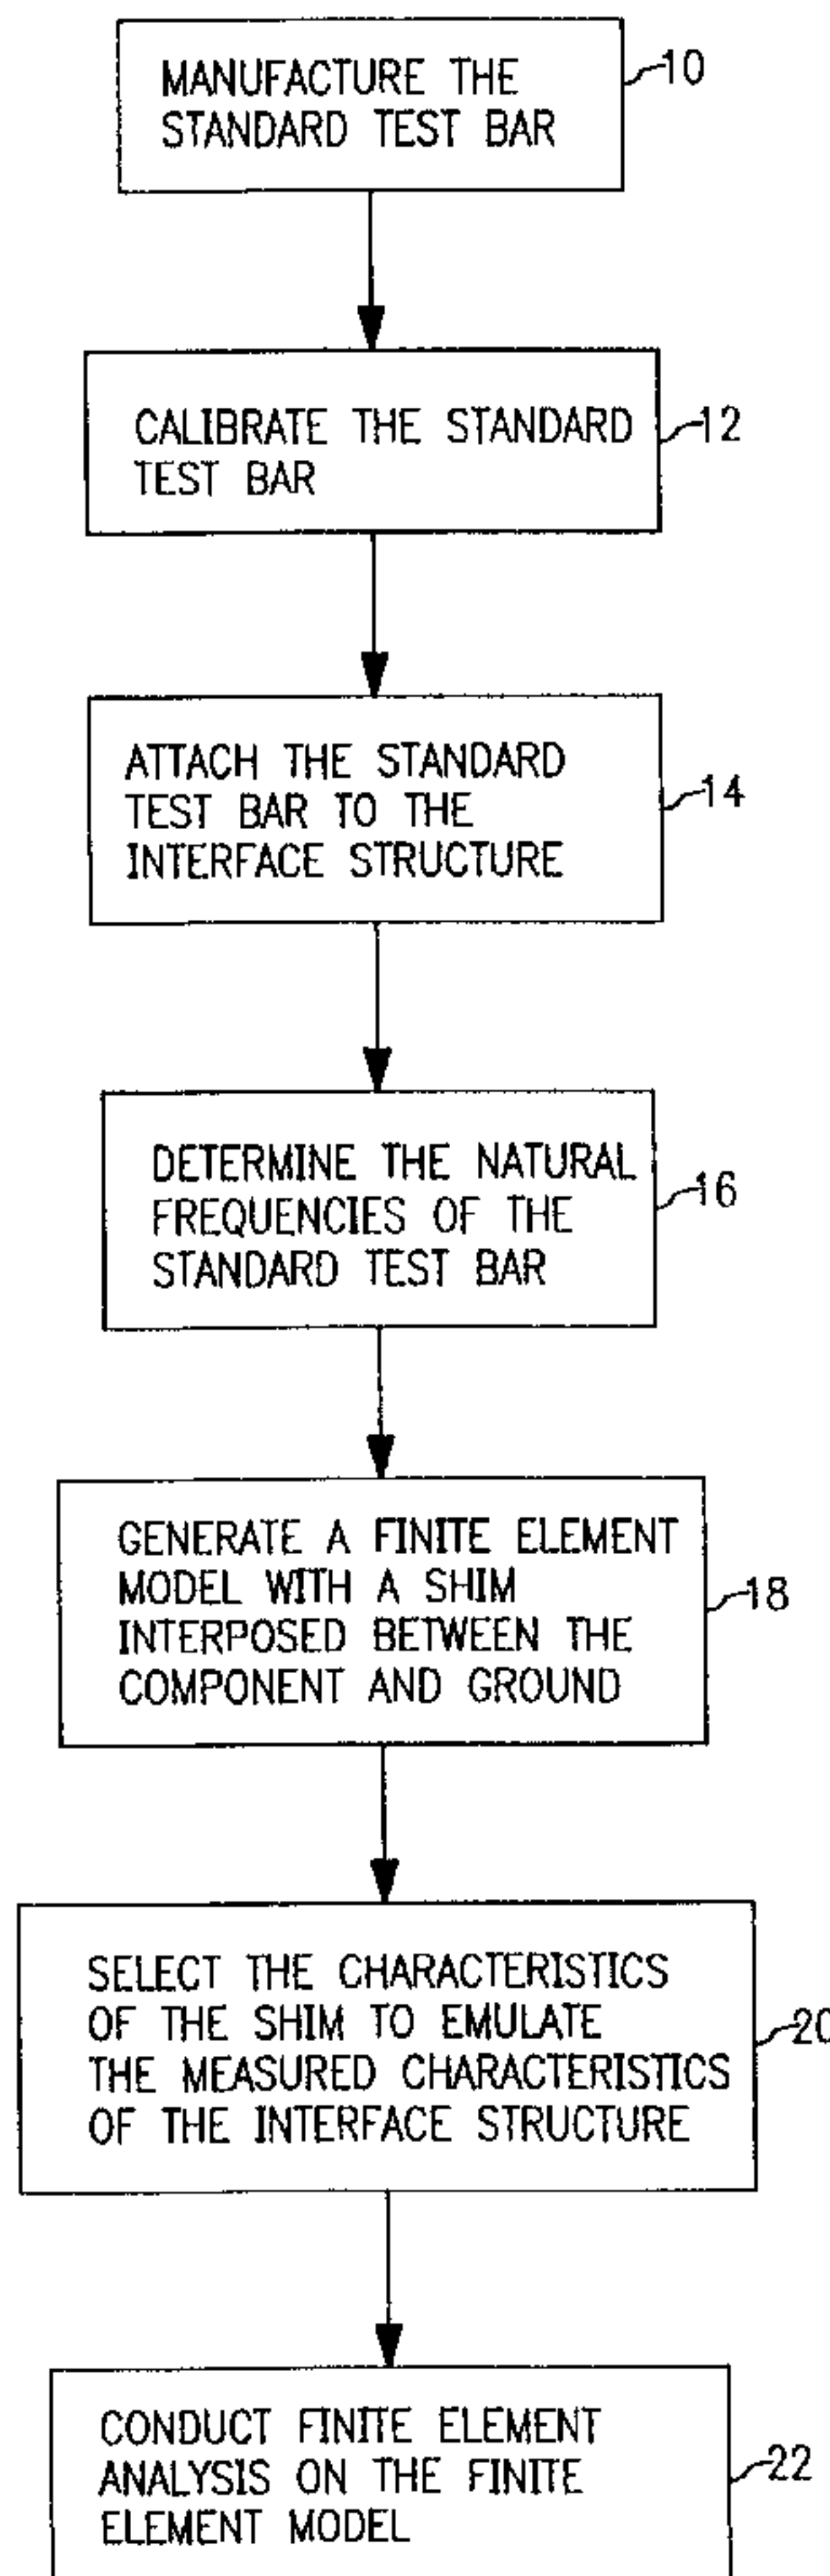 MANUFACTURE THE
STANDARD TEST BAR
10
CALIBRATE THE STANDARD
TEST BAR
12
ATTACH THE STANDARD
TEST BAR TO THE
INTERFACE STRUCTURE
14
DETERMINE THE NATURAL
FREQUENCIES OF THE
STANDARD TEST BAR
16
GENERATE A FINITE ELEMENT
MODEL WITH A SHIM
INTERPOSED BETWEEN THE
COMPONENT AND GROUND
18
SELECT THE CHARACTERISTICS
OF THE SHIM TO EMULATE
THE MEASURED CHARACTERISTICS
OF THE INTERFACE STRUCTURE
20
CONDUCT FINITE ELEMENT
ANALYSIS ON THE FINITE
ELEMENT MODEL
22